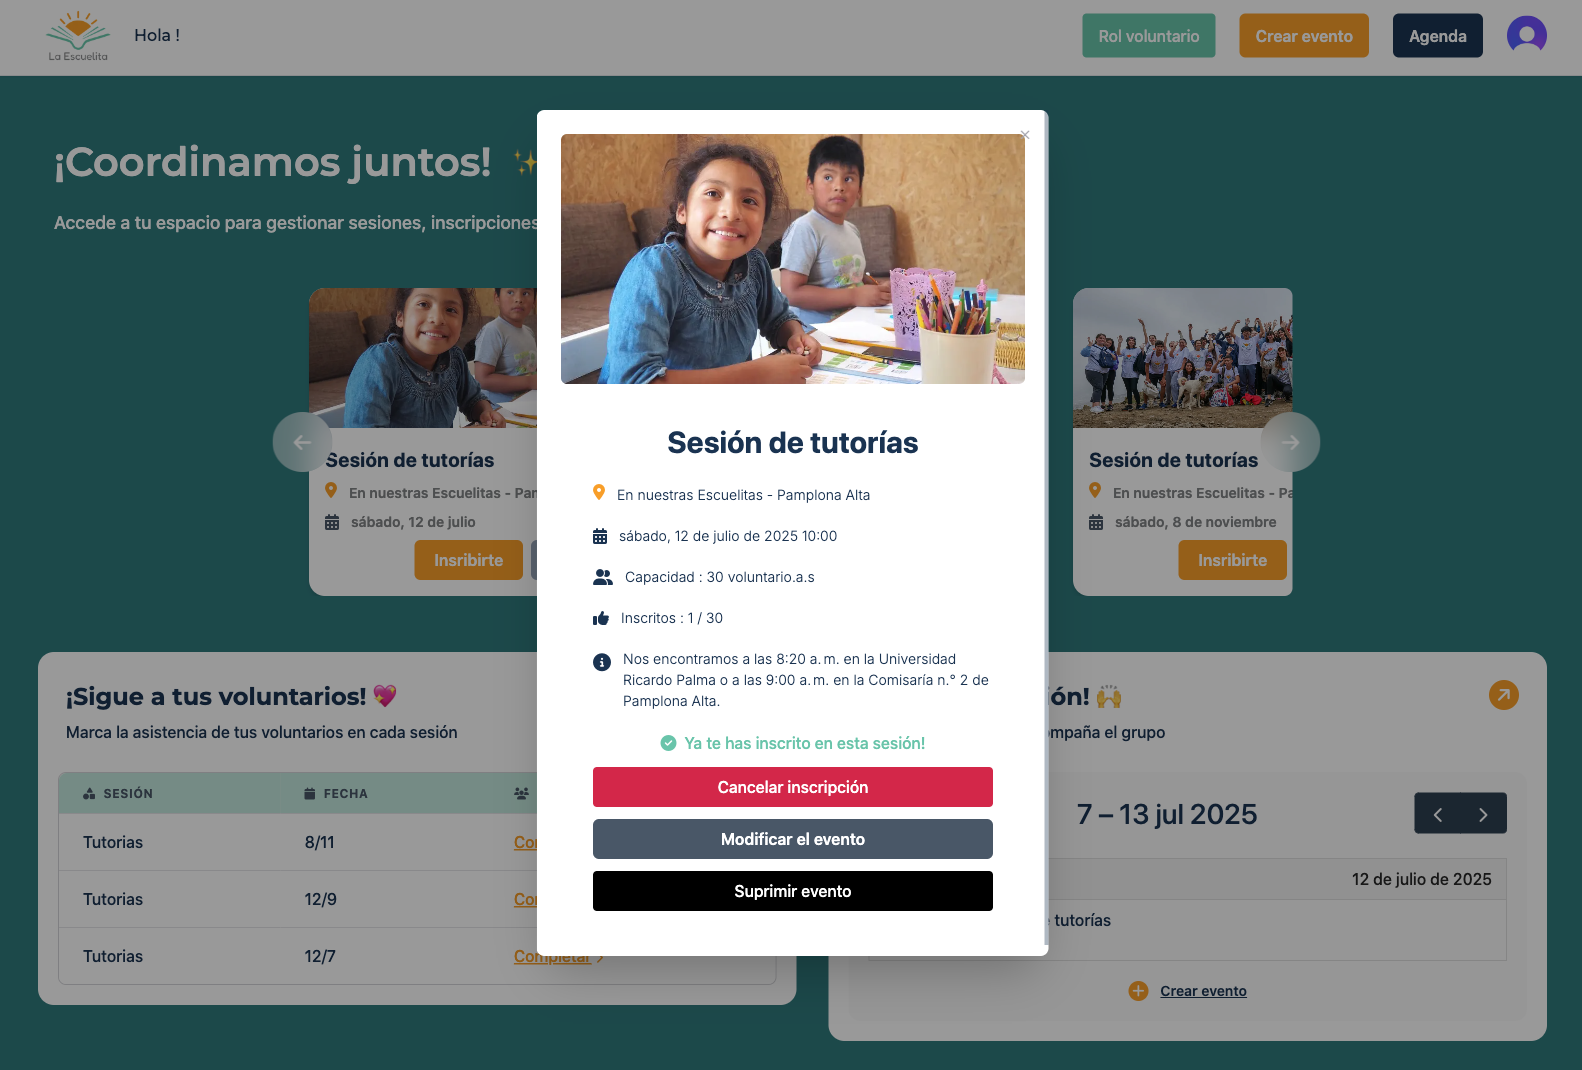 La Escuelita
Hola !
Rol voluntario
Crear evento
Agenda
¡Coordinamos juntos! ✨
Accede a tu espacio para gestionar sesiones, inscripciones
Sesión de tutorías
En nuestras Escuelitas - Pam
sábado, 12 de julio
Insribirte
Sesión de tutorías
En nuestras Escuelitas - Pamplona Alta
sábado, 12 de julio de 2025 10:00
Capacidad : 30 voluntario.a.s
Inscritos : 1 / 30
Nos encontramos a las 8:20 a. m. en la Universidad
Ricardo Palma o a las 9:00 a. m. en la Comisaría n.° 2 de
Pamplona Alta.
Ya te has inscrito en esta sesión!
Cancelar inscripción
Modificar el evento
Suprimir evento
Sesión de tutorías
En nuestras Escuelitas - Pa
sábado, 8 de noviembre
Insribirte
¡Sigue a tus voluntarios! 💖
Marca la asistencia de tus voluntarios en cada sesión
SESIÓN FECHA
Tutorias 8/11 Co
Tutorias 12/9 Co
Tutorias 12/7 Completar
ión! 🙌
mpaña el grupo
7 – 13 jul 2025
12 de julio de 2025
tutorías
Crear evento